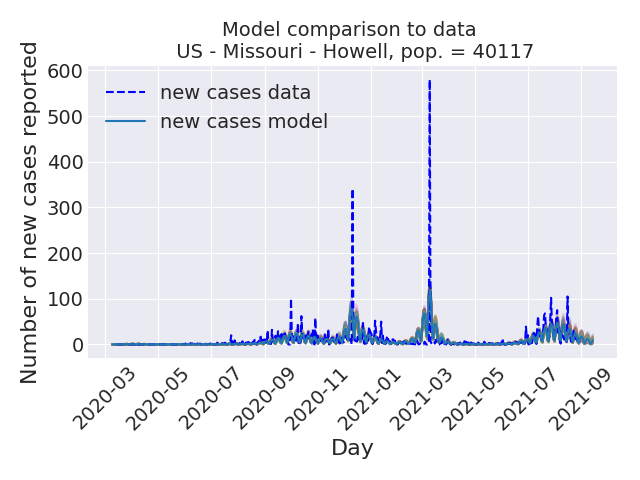 Model comparison to data
US - Missouri - Howell, pop. = 40117
Number of new cases reported
600
500
400
300
200
100
0
new cases data
new cases model
2020-03
2020-05
2020-07
2020-09
2020-11
2021-01
2021-03
2021-05
2021-07
2021-09
Day